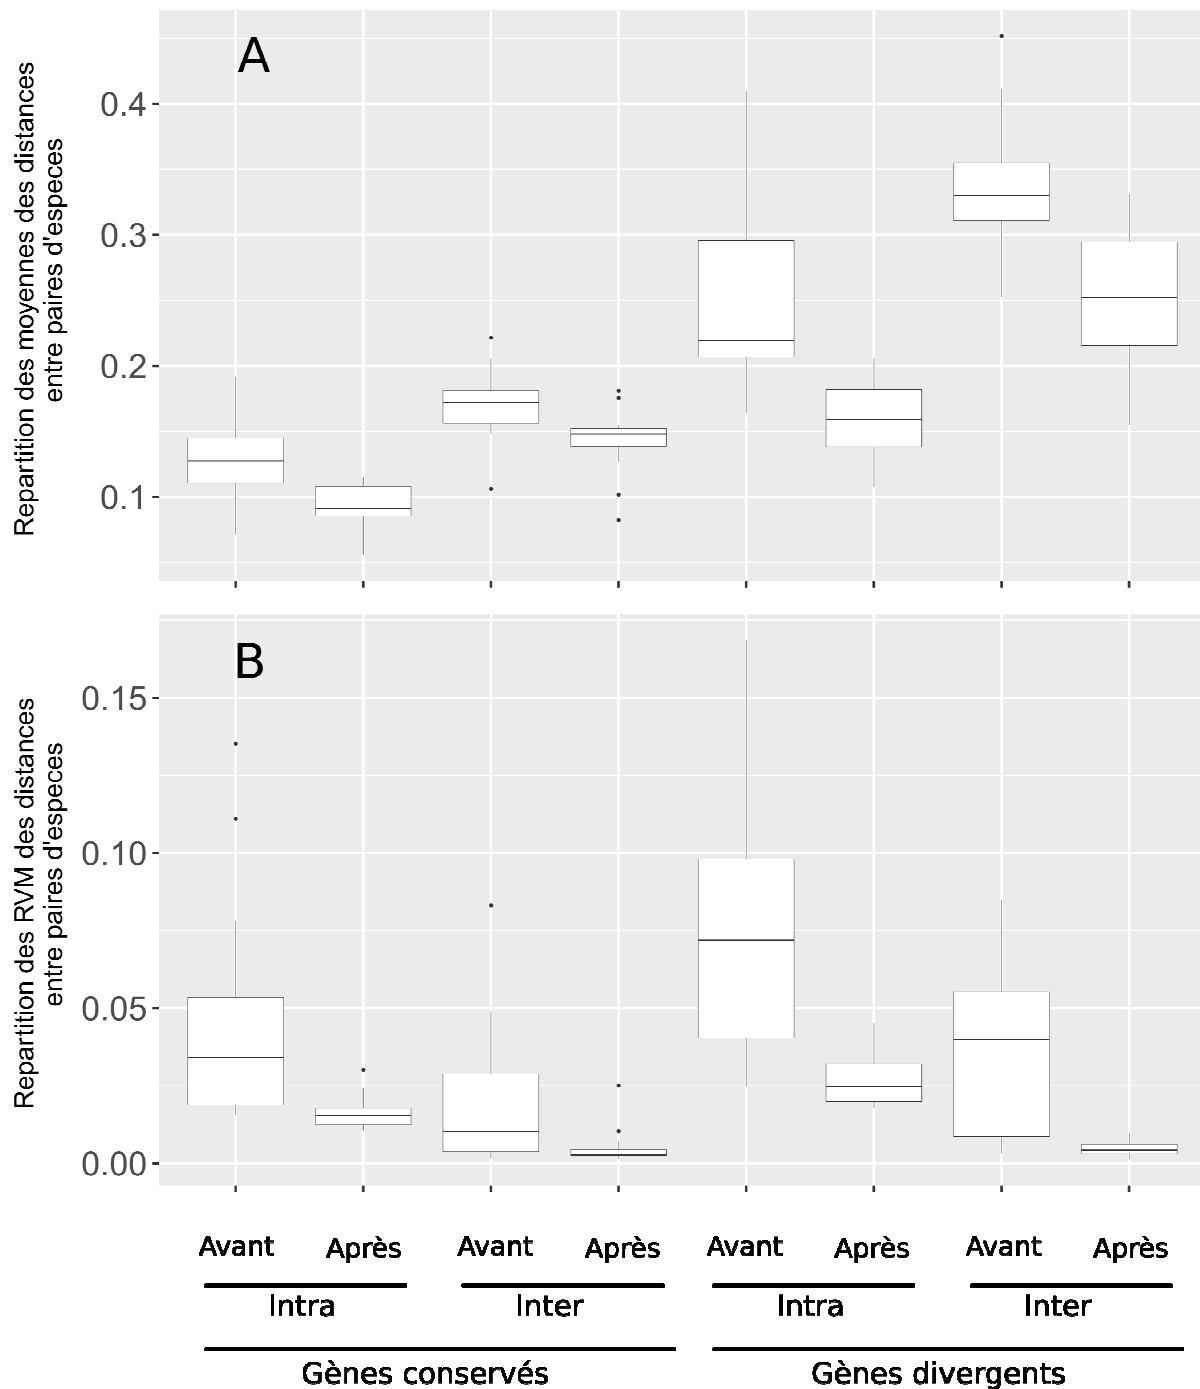 A
Repartition des moyennes des distances
entre paires d'especes
0.4
0.3
0.2
0.1
B
Repartition des RVM des distances
entre paires d'especes
0.15
0.10
0.05
0.00
Avant Après Avant Après Avant Après Avant Après
Intra Inter Intra Inter
Gènes conservés Gènes divergents